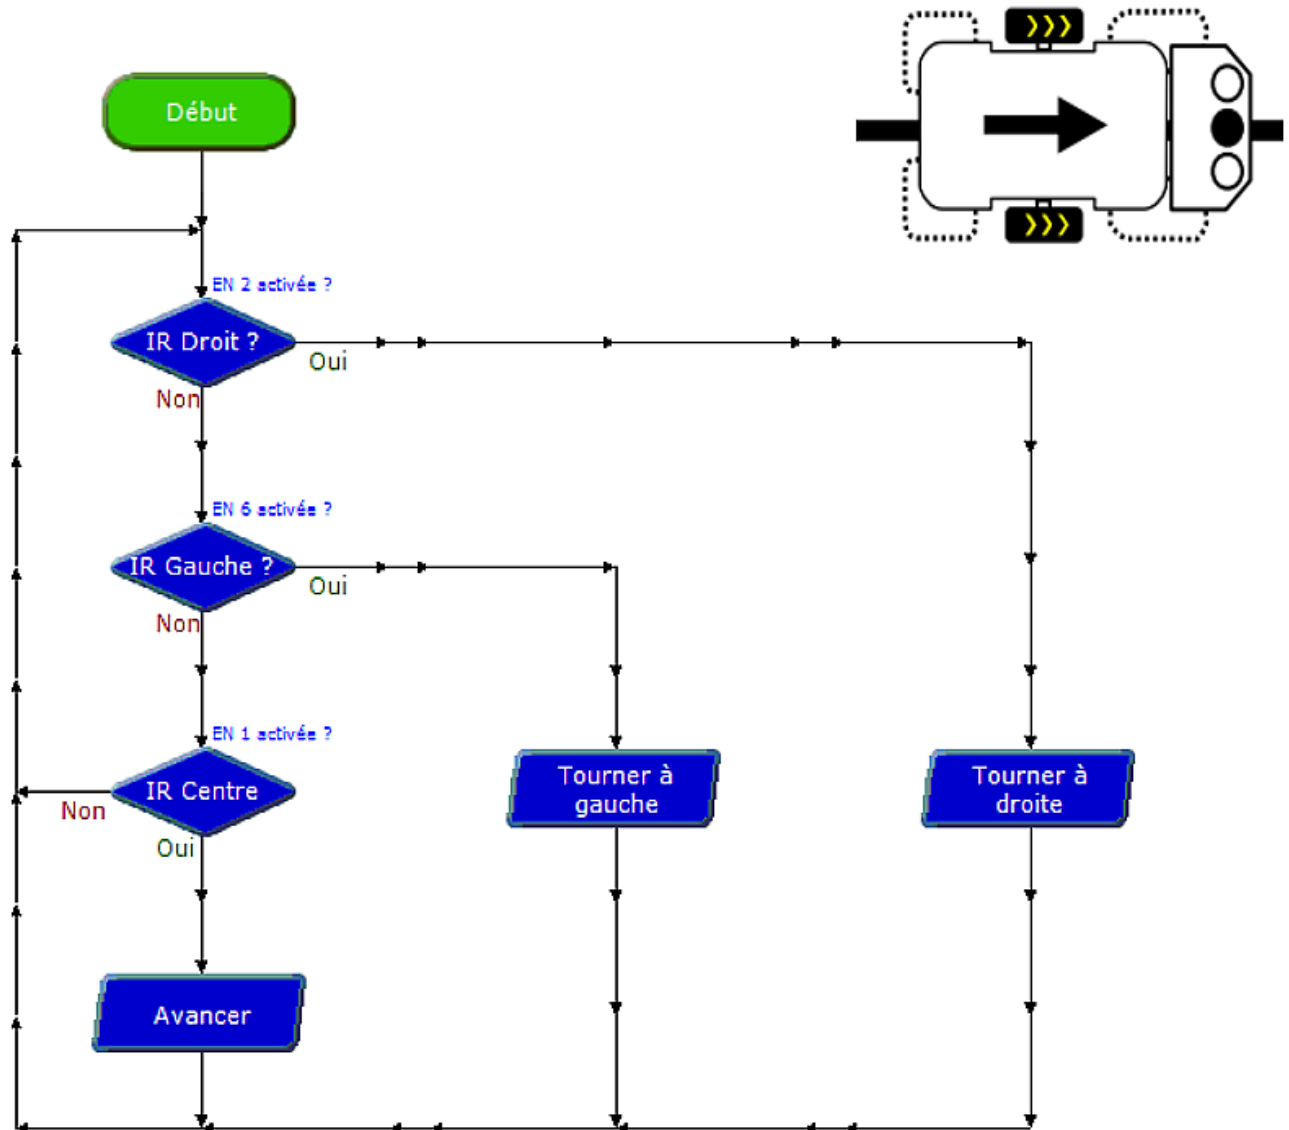 Début
EN 2 activée ?
IR Droit ?
Oui
Non
EN 6 activée ?
IR Gauche ?
Oui
Non
EN 1 activée ?
IR Centre
Non
Oui
Tourner à
gauche
Tourner à
droite
Avancer